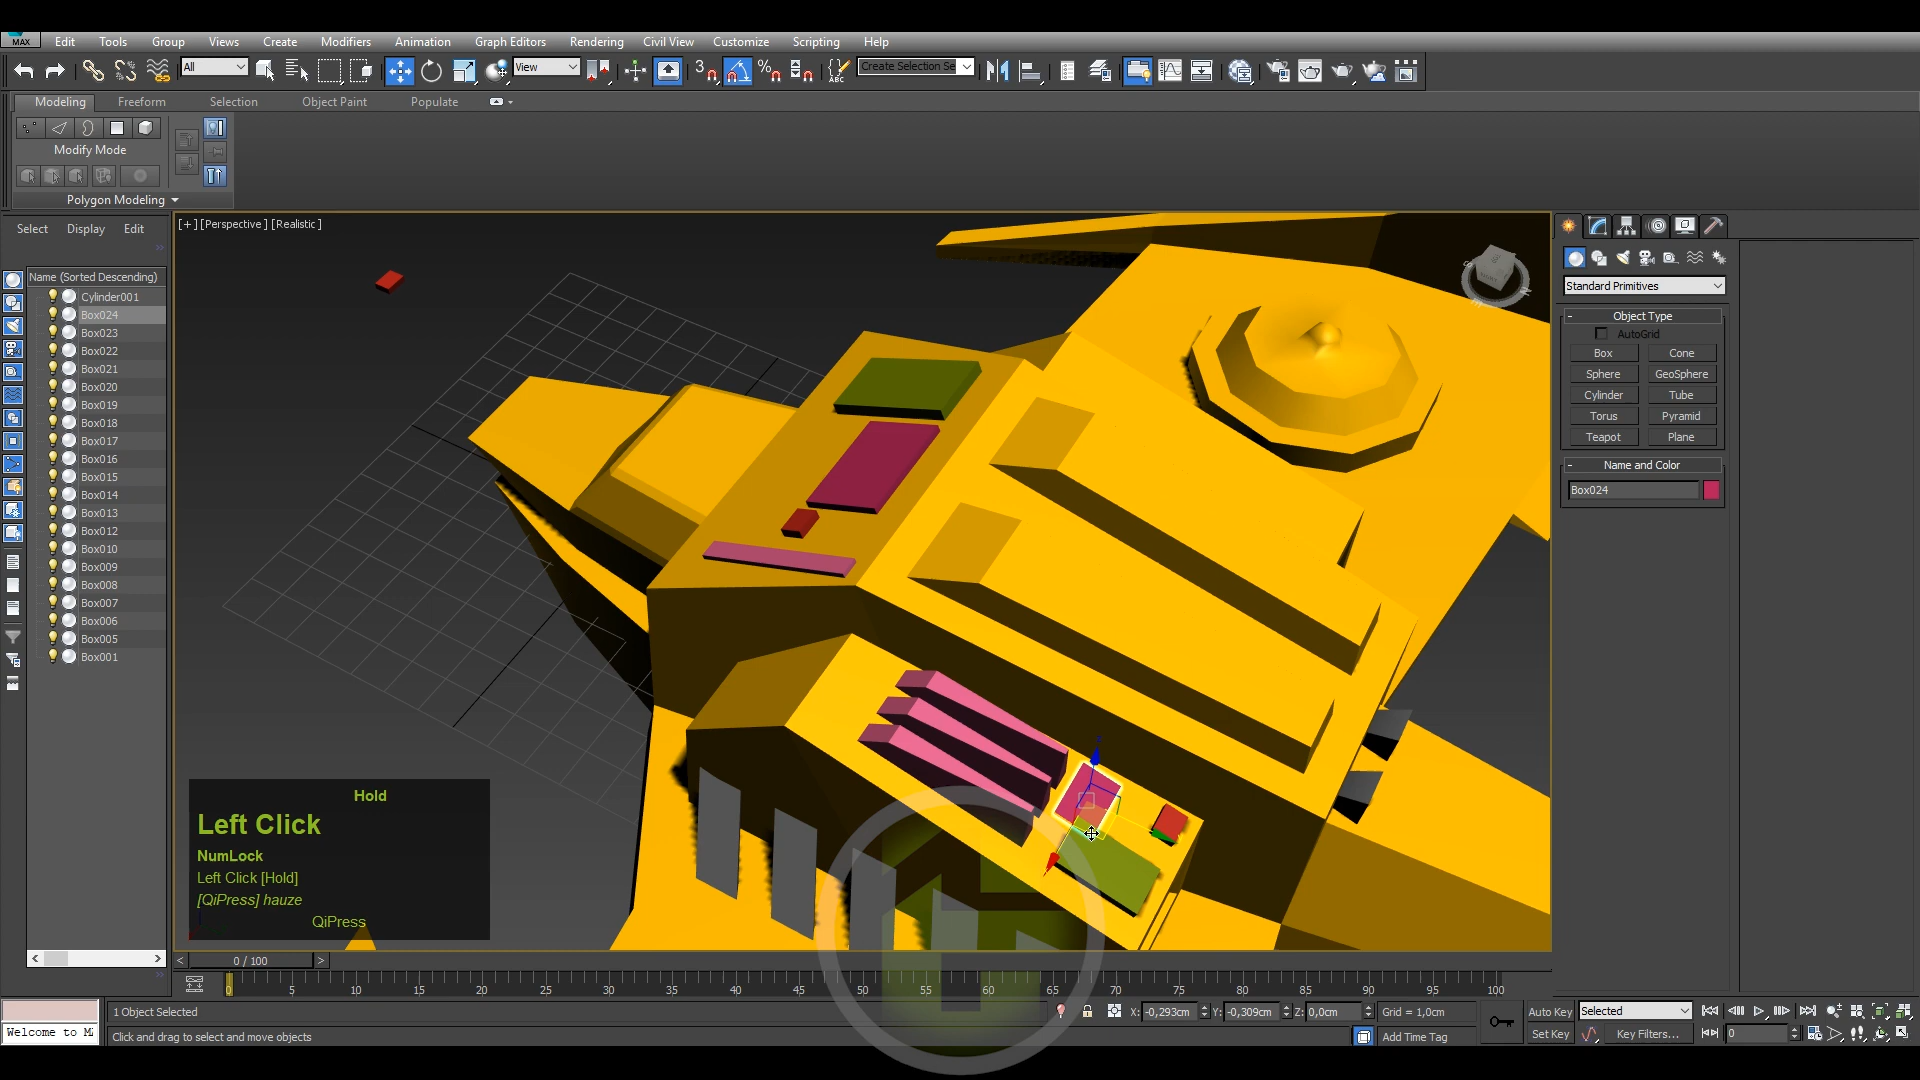 MAX Edit Tools Group Views Create Modifiers Animation Graph Editors Rendering Civil View Customize Scripting Help
All View 3 % ABC Create Selection Se
Modeling Freeform Selection Object Paint Populate
Modify Mode
Polygon Modeling
Select Display Edit
Name (Sorted Descending)
Cylinder001
Box024
Box023
Box022
Box021
Box020
Box019
Box018
Box017
Box016
Box015
Box014
Box013
Box012
Box010
Box009
Box008
Box007
Box006
Box005
Box001
[+] [Perspective] [Realistic]
Standard Primitives
- Object Type
AutoGrid
Box Cone
Sphere GeoSphere
Cylinder Tube
Torus Pyramid
Teapot Plane
- Name and Color
Box024
Hold
Left Click
NumLock
Left Click [Hold]
[QiPress] hauze
QiPress
< 0 / 100 >
0 5 10 15 20 25 30 35 40 45 50 55 60 65 70 75 80 85 90 95 100
1 Object Selected X: -0,293cm Y: -0,309cm Z: 0,0cm Grid = 1,0cm Auto Key Selected
Welcome to M Click and drag to select and move objects Add Time Tag Set Key Key Filters... 0